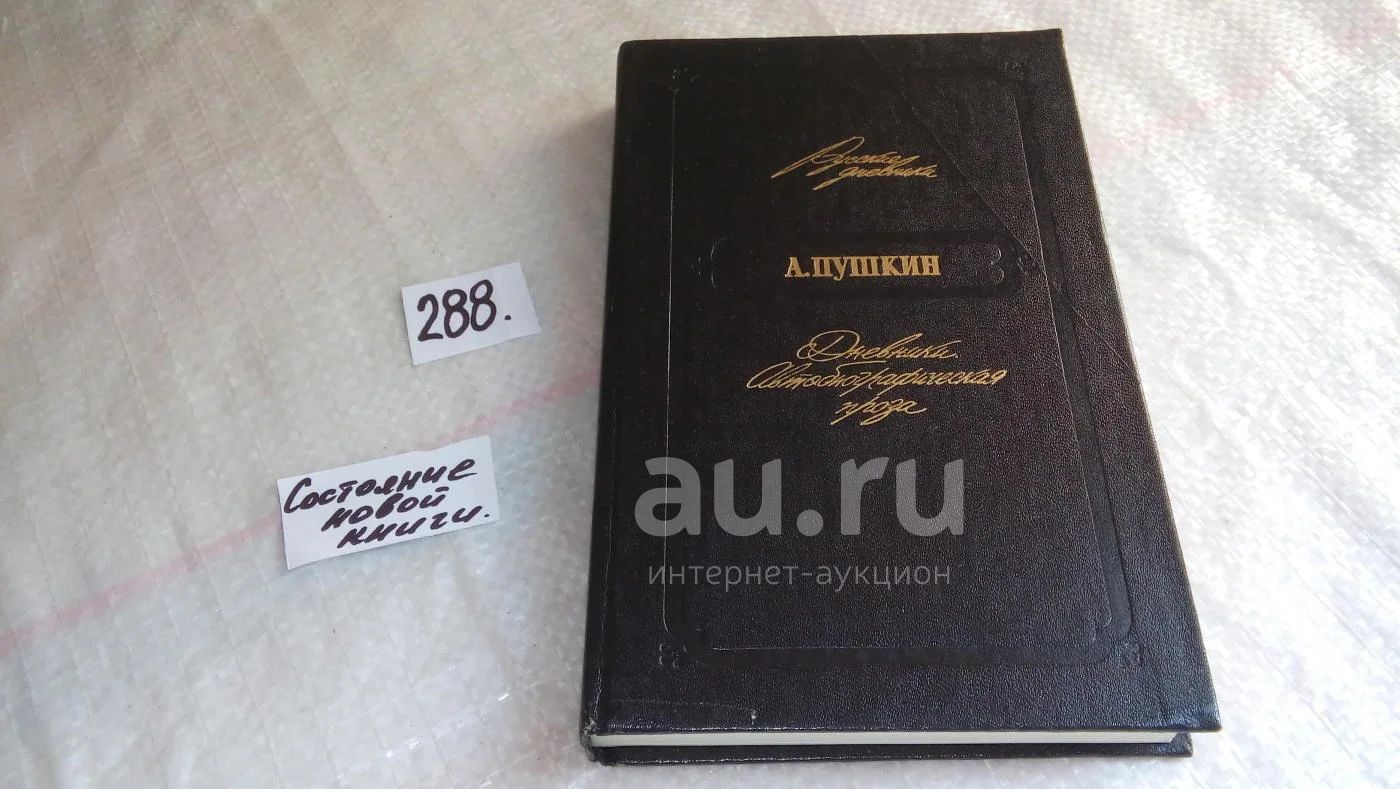 Русские
дневники
А.ПУШКИН
Дневники.
Автобиографическая
проза
288.
Состояние
новой
книги.
au.ru
интернет-аукцион